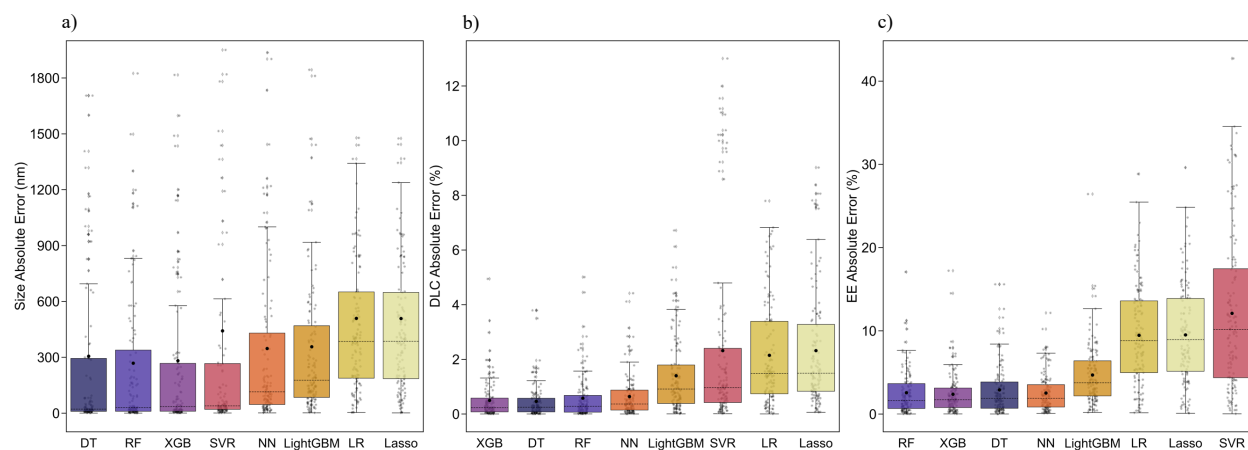 a)
Size Absolute Error (nm)
1800
1500
1200
900
600
300
0
DT RF XGB SVR NN LightGBM LR Lasso
b)
DLC Absolute Error (%)
12
10
8
6
4
2
0
XGB DT RF NN LightGBM SVR LR Lasso
c)
EE Absolute Error (%)
40
30
20
10
0
RF XGB DT NN LightGBM LR Lasso SVR